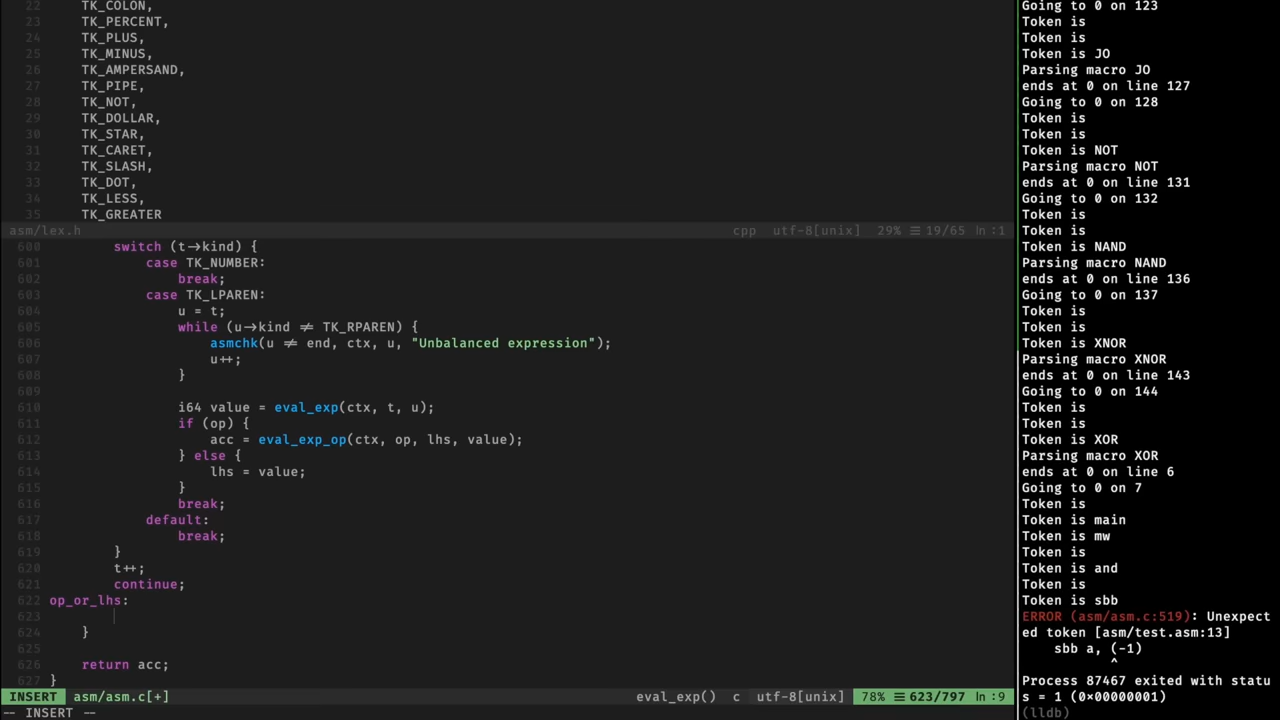 22 TK_COLON,
23 TK_PERCENT,
24 TK_PLUS,
25 TK_MINUS,
26 TK_AMPERSAND,
27 TK_PIPE,
28 TK_NOT,
29 TK_DOLLAR,
30 TK_STAR,
31 TK_CARET,
32 TK_SLASH,
33 TK_DOT,
34 TK_LESS,
35 TK_GREATER
asm/lex.h cpp utf-8[unix] 29% ≡ 19/65 ln:1
600 switch (t→kind) {
601 case TK_NUMBER:
602 break;
603 case TK_LPAREN:
604 u = t;
605 while (u→kind ≠ TK_RPAREN) {
606 asmchk(u ≠ end, ctx, u, "Unbalanced expression");
607 u++;
608 }
609
610 i64 value = eval_exp(ctx, t, u);
611 if (op) {
612 acc = eval_exp_op(ctx, op, lhs, value);
613 } else {
614 lhs = value;
615 }
616 break;
617 default:
618 break;
619 }
620 t++;
621 continue;
622 op_or_lhs:
623
624 }
625
626 return acc;
627 }
INSERT asm/asm.c[+] eval_exp() c utf-8[unix] 78% ≡ 623/797 ln:9
-- INSERT --
Going to 0 on 123
Token is
Token is
Token is JO
Parsing macro JO
ends at 0 on line 127
Going to 0 on 128
Token is
Token is
Token is NOT
Parsing macro NOT
ends at 0 on line 131
Going to 0 on 132
Token is
Token is
Token is NAND
Parsing macro NAND
ends at 0 on line 136
Going to 0 on 137
Token is
Token is
Token is XNOR
Parsing macro XNOR
ends at 0 on line 143
Going to 0 on 144
Token is
Token is
Token is XOR
Parsing macro XOR
ends at 0 on line 6
Going to 0 on 7
Token is
Token is main
Token is mw
Token is
Token is and
Token is
Token is sbb
ERROR (asm/asm.c:519): Unexpect
ed token [asm/test.asm:13]
sbb a, (-1)
^
Process 87467 exited with statu
s = 1 (0×00000001)
(lldb)